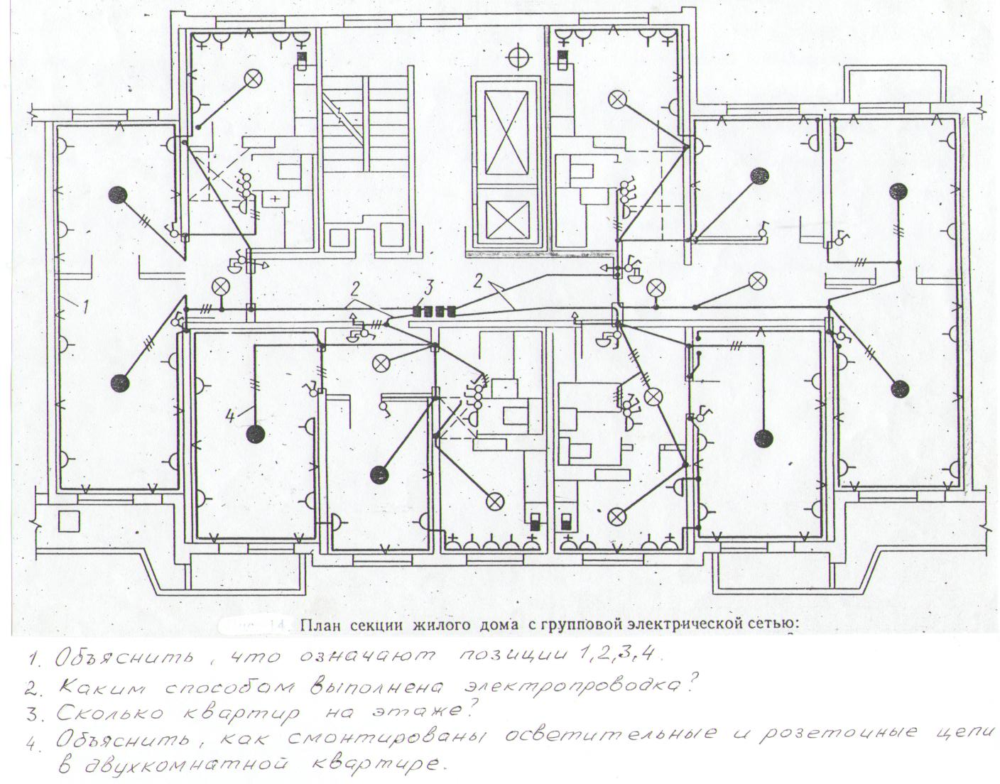 2
3
2
1
4
План секции жилого дома с групповой электрической сетью:
1. Объяснить, что означают позиции 1,2,3,4.
2. Каким способом выполнена электропроводка?
3. Сколько квартир на этаже?
4. Объяснить, как смонтированы осветительные и розеточные цепи
в двухкомнатной квартире.